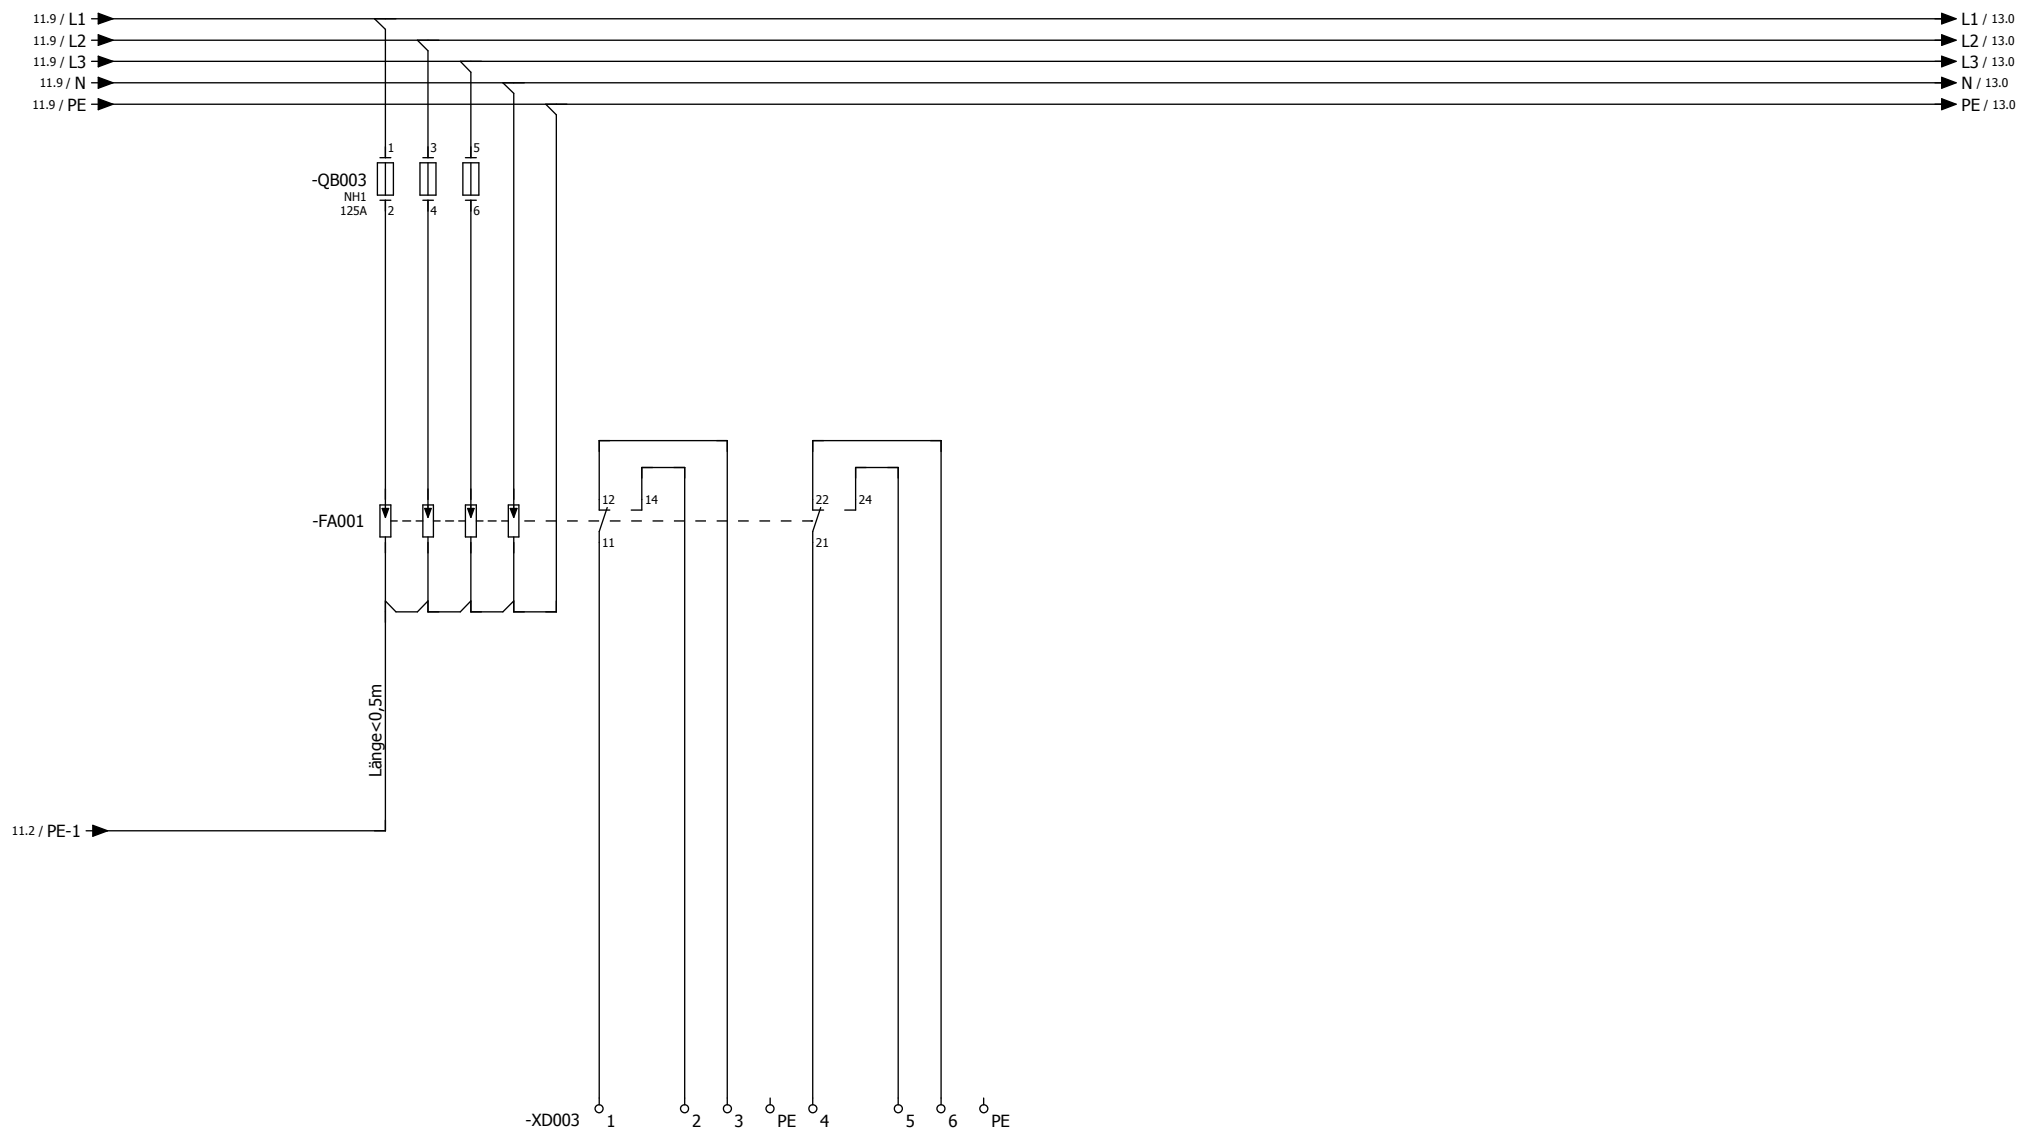 11.9 / L1
L1 / 13.0
11.9 / L2
L2 / 13.0
11.9 / L3
L3 / 13.0
11.9 / N
N / 13.0
11.9 / PE
PE / 13.0
1 3 5
-QB003
NH1
125A
2 4 6
12 14 22 24
-FA001
11 21
Länge<0,5m
11.2 / PE-1
-XD003 1 2 3 PE 4 5 6 PE